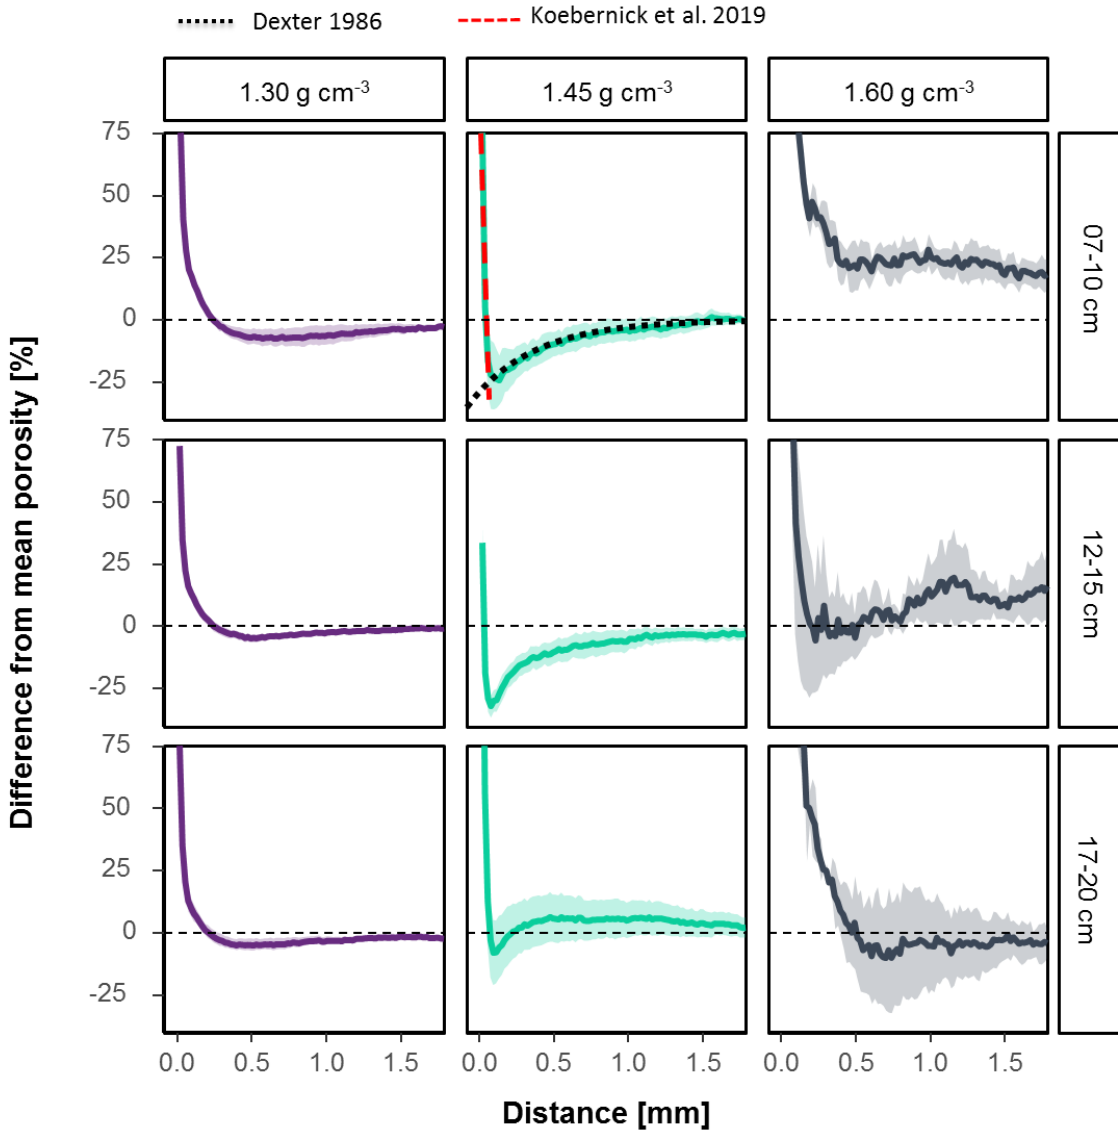 Dexter 1986
Koebernick et al. 2019
1.30 g cm-3
1.45 g cm-3
1.60 g cm-3
Difference from mean porosity [%]
75
50
25
0
-25
07-10 cm
75
50
25
0
-25
12-15 cm
75
50
25
0
-25
17-20 cm
0.0 0.5 1.0 1.5
0.0 0.5 1.0 1.5
0.0 0.5 1.0 1.5
Distance [mm]